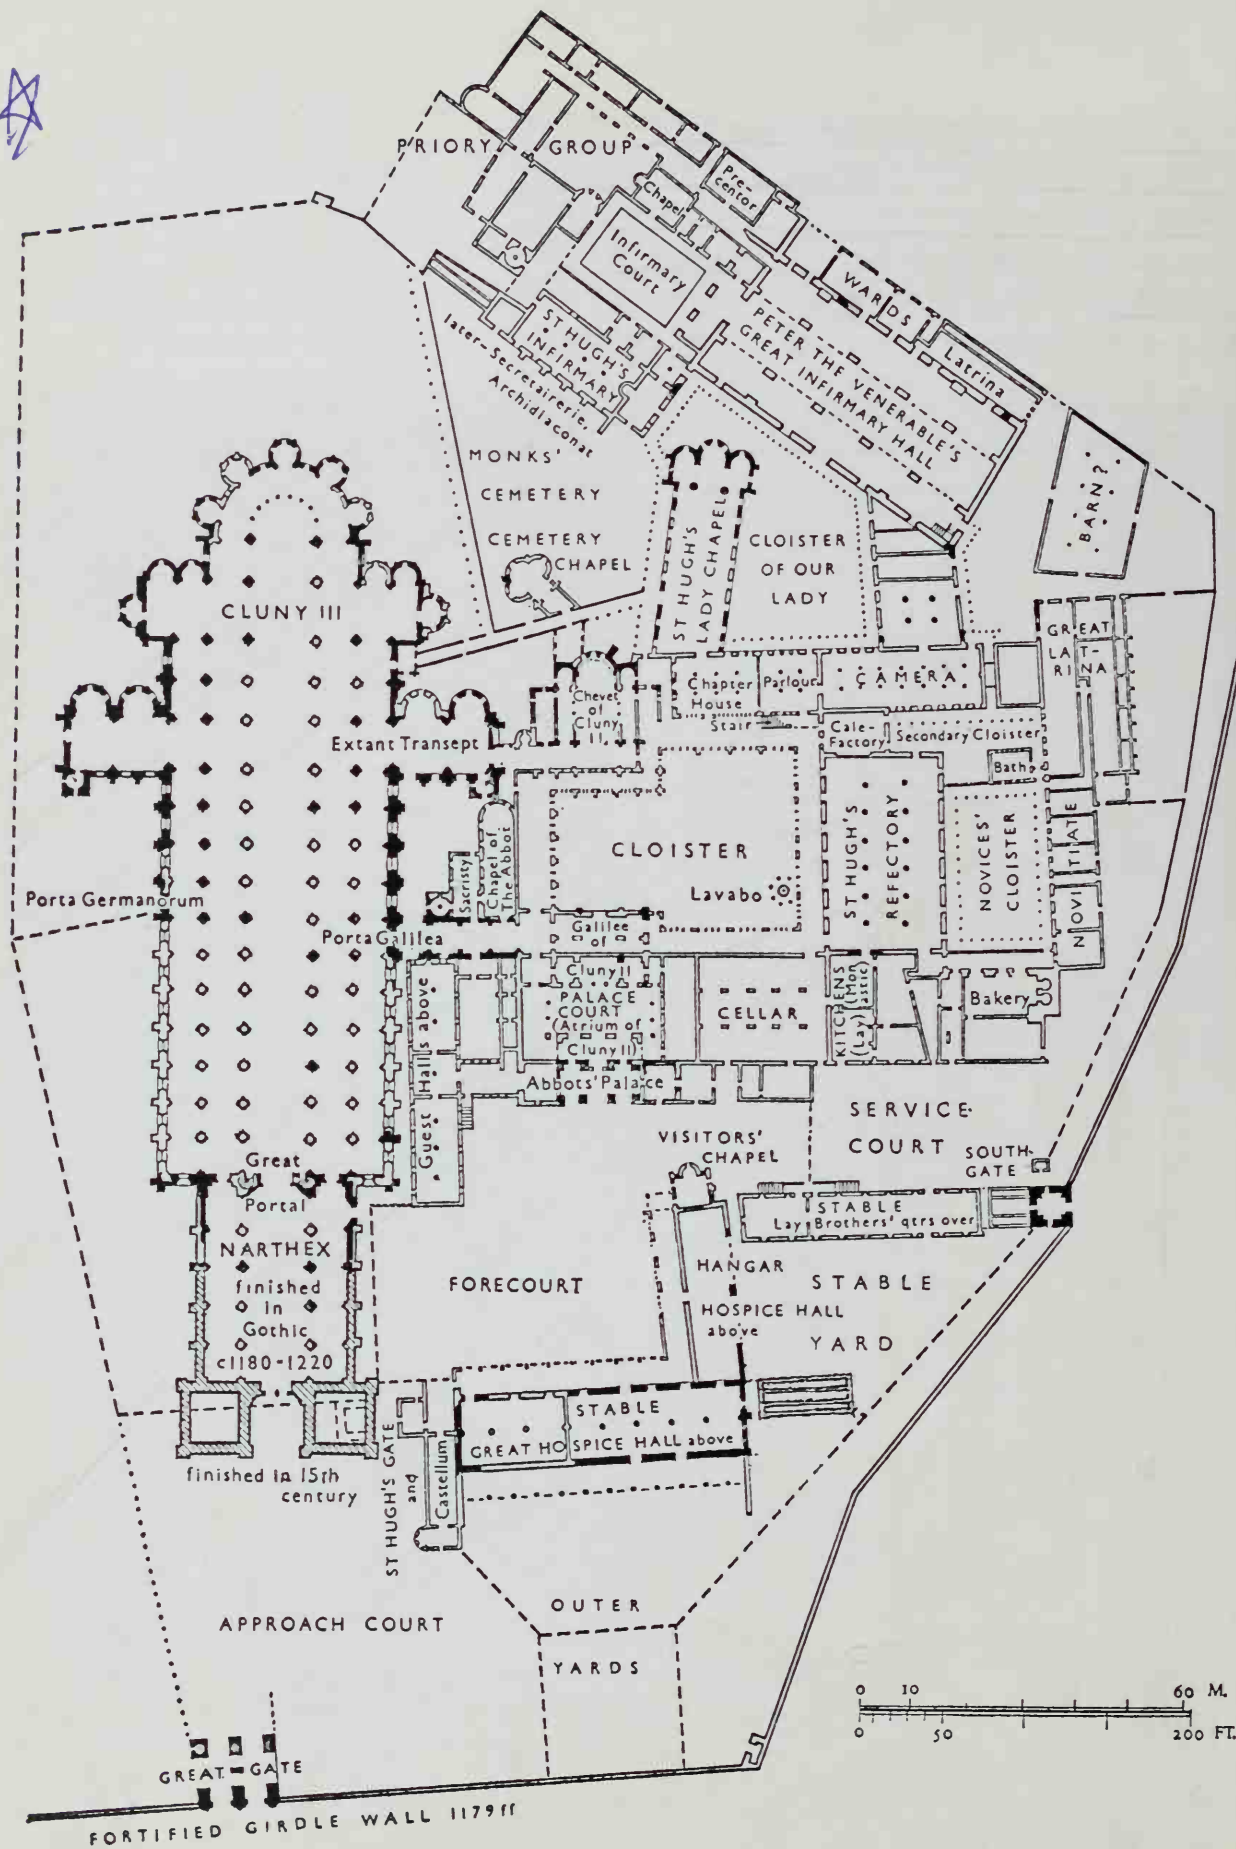 PRIORY GROUP
Pre-
centor
Chapel
Infirmary
Court
WARDS
Latrina
PETER THE VENERABLE'S
GREAT INFIRMARY HALL
ST HUGH'S
INFIRMARY
later-Secretairerie,
Archidiaconat
MONKS'
CEMETERY
CEMETERY
CHAPEL
BARN?
ST HUGH'S
LADY CHAPEL
CLOISTER
OF OUR
LADY
CLUNY III
GREAT
LA T-
RI NA
Chapter
House
Parlour
CAMERA
Stair
Chevet
of
Cluny
II
Cale-
Factory
Secondary Cloister
Bath
Extant Transept
CLOISTER
Lavabo
ST HUGH'S
REFECTORY
NOVICES'
CLOISTER
NOVITIATE
Sacristy
Chapel of
The Abbot
Porta Germanorum
Porta Galilea
Galilee
of
Cluny II
PALACE
COURT
(Atrium of
Cluny II)
CELLAR
KITCHENS
(Lay) (Mon
astic)
Bakery
Guest Halls above
Abbots' Palace
SERVICE
COURT
VISITORS'
CHAPEL
SOUTH-
GATE
Great
Portal
STABLE
Lay Brothers' qtrs over
NARTHEX
finished
in
Gothic
c1180-1220
FORECOURT
HANGAR
HOSPICE HALL
above
STABLE
YARD
STABLE
GREAT HOSPICE HALL above
finished in 15th
century
ST HUGH'S GATE
and
Castellum
APPROACH COURT
OUTER
YARDS
0 10 60 M.
0 50 200 FT.
GREAT-GATE
FORTIFIED GIRDLE WALL 1179ff